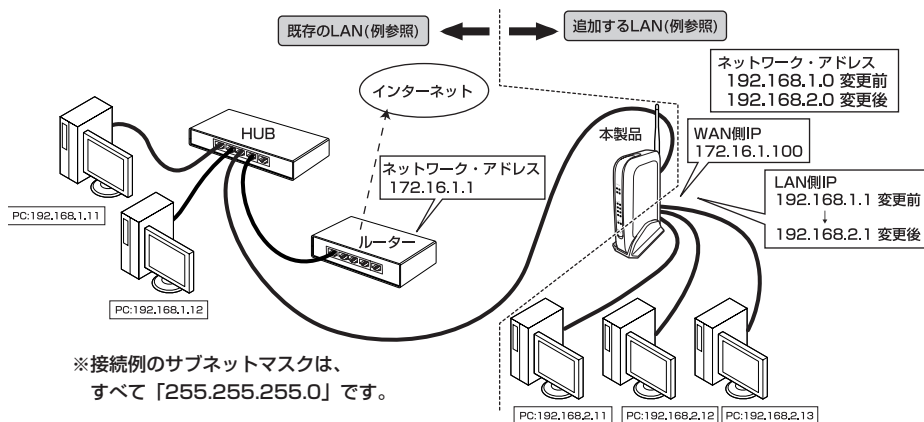 既存のLAN(例参照)
追加するLAN(例参照)
ネットワーク・アドレス
192.168.1.0 変更前
192.168.2.0 変更後
インターネット
HUB
本製品
WAN側IP
172.16.1.100
ネットワーク・アドレス
172.16.1.1
LAN側IP
192.168.1.1 変更前
↓
192.168.2.1 変更後
PC:192.168.1.11
ルーター
PC:192.168.1.12
※接続例のサブネットマスクは、
すべて「255.255.255.0」です。
PC:192.168.2.11
PC:192.168.2.12
PC:192.168.2.13